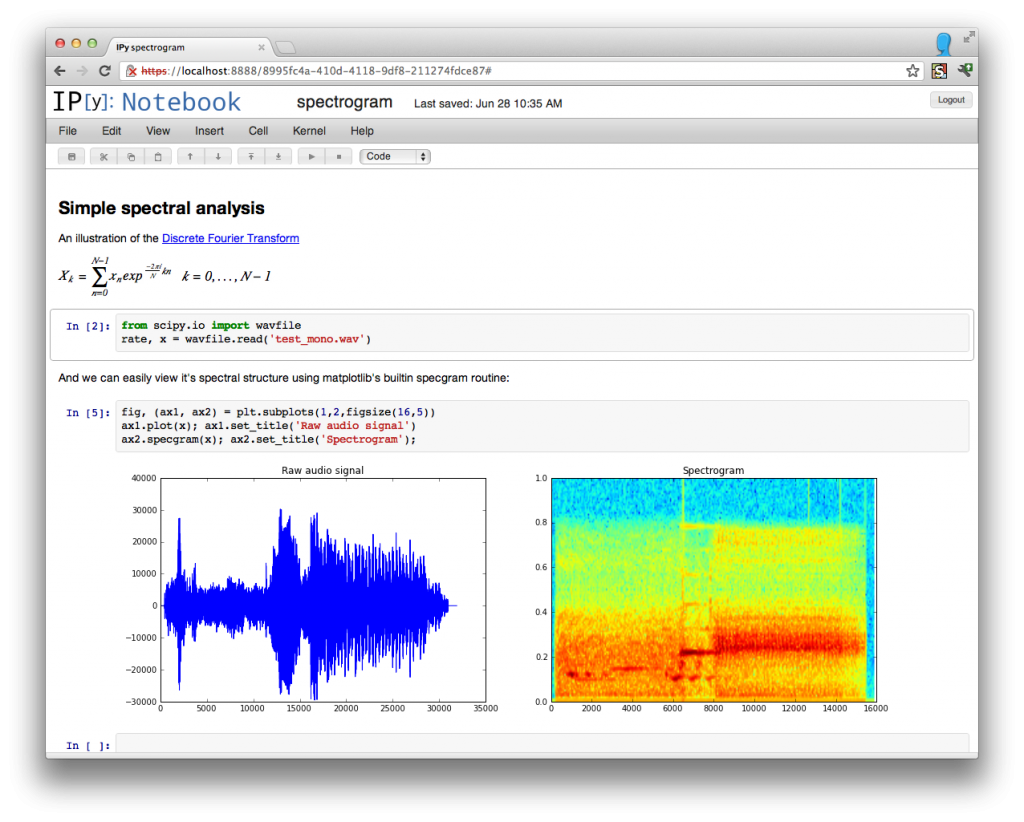 IPy spectrogram
https://localhost:8888/8995fc4a-410d-4118-9df8-211274fdce87#
IP[y]: Notebook spectrogram Last saved: Jun 28 10:35 AM Logout
File Edit View Insert Cell Kernel Help
Code
Simple spectral analysis
An illustration of the Discrete Fourier Transform
X_k = ∑_{n=0}^{N−1} x_n exp^{\frac{−2πi}{N} kn} k = 0, . . . , N − 1
In [2]: from scipy.io import wavfile
rate, x = wavfile.read('test_mono.wav')
And we can easily view it's spectral structure using matplotlib's builtin specgram routine:
In [5]: fig, (ax1, ax2) = plt.subplots(1,2,figsize(16,5))
ax1.plot(x); ax1.set_title('Raw audio signal')
ax2.specgram(x); ax2.set_title('Spectrogram');
Raw audio signal
40000
30000
20000
10000
0
−10000
−20000
−30000
0 5000 10000 15000 20000 25000 30000 35000
Spectrogram
1.0
0.8
0.6
0.4
0.2
0.0
0 2000 4000 6000 8000 10000 12000 14000 16000
In [ ]: